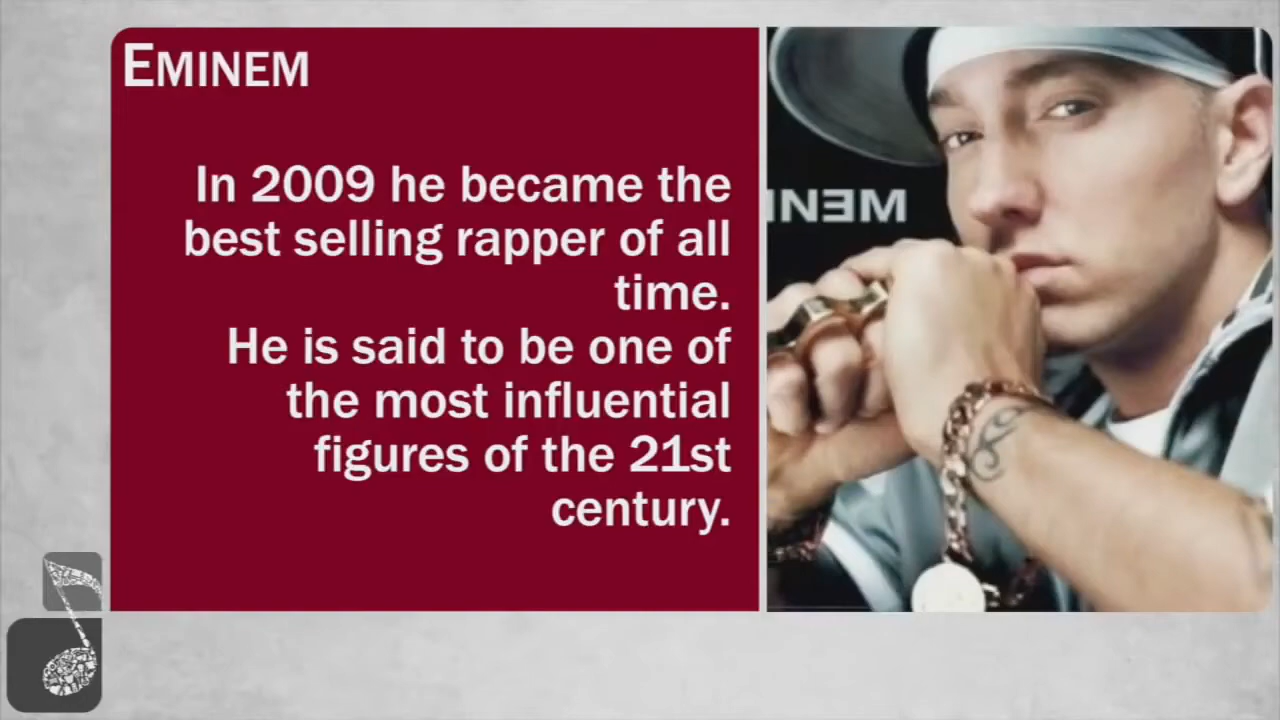 EMINEM
In 2009 he became the
best selling rapper of all
time.
He is said to be one of
the most influential
figures of the 21st
century.
INƎM